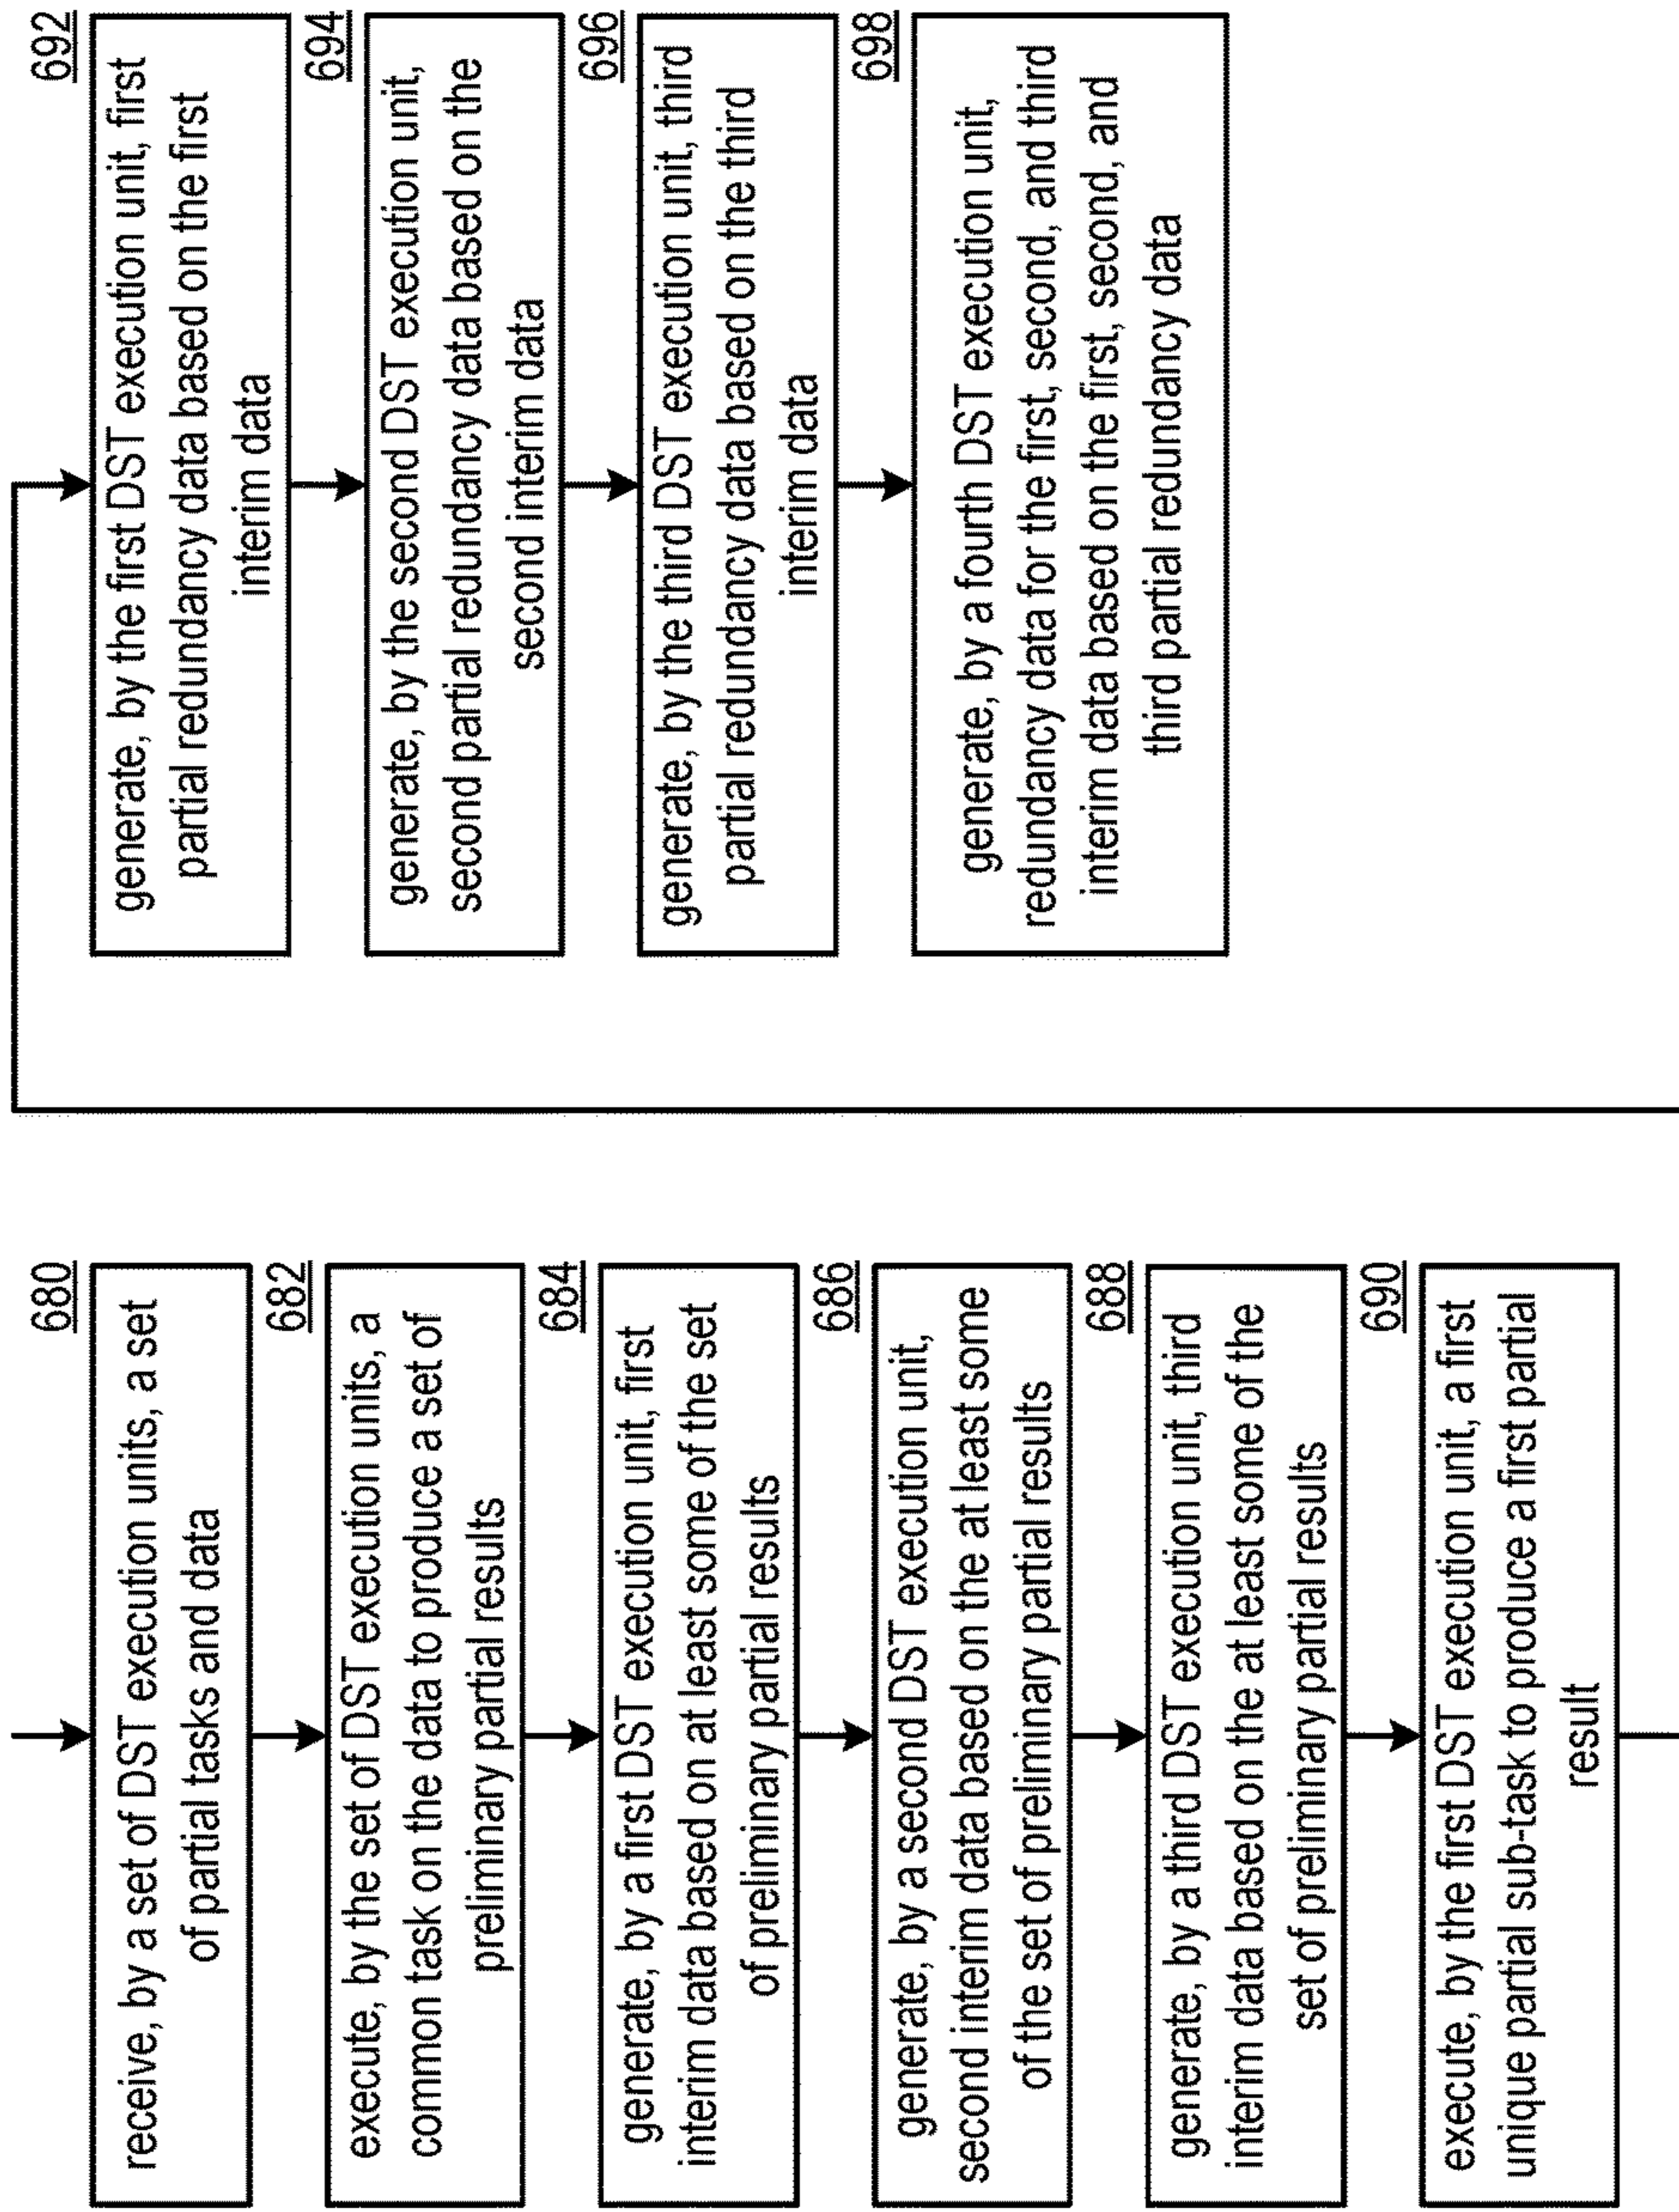 680
receive, by a set of DST execution units, a set
of partial tasks and data
682
execute, by the set of DST execution units, a
common task on the data to produce a set of
preliminary partial results
684
generate, by a first DST execution unit, first
interim data based on at least some of the set
of preliminary partial results
686
generate, by a second DST execution unit,
second interim data based on the at least some
of the set of preliminary partial results
688
generate, by a third DST execution unit, third
interim data based on the at least some of the
set of preliminary partial results
690
execute, by the first DST execution unit, a first
unique partial sub-task to produce a first partial
result
692
generate, by the first DST execution unit, first
partial redundancy data based on the first
interim data
694
generate, by the second DST execution unit,
second partial redundancy data based on the
second interim data
696
generate, by the third DST execution unit, third
partial redundancy data based on the third
interim data
698
generate, by a fourth DST execution unit,
redundancy data for the first, second, and third
interim data based on the first, second, and
third partial redundancy data